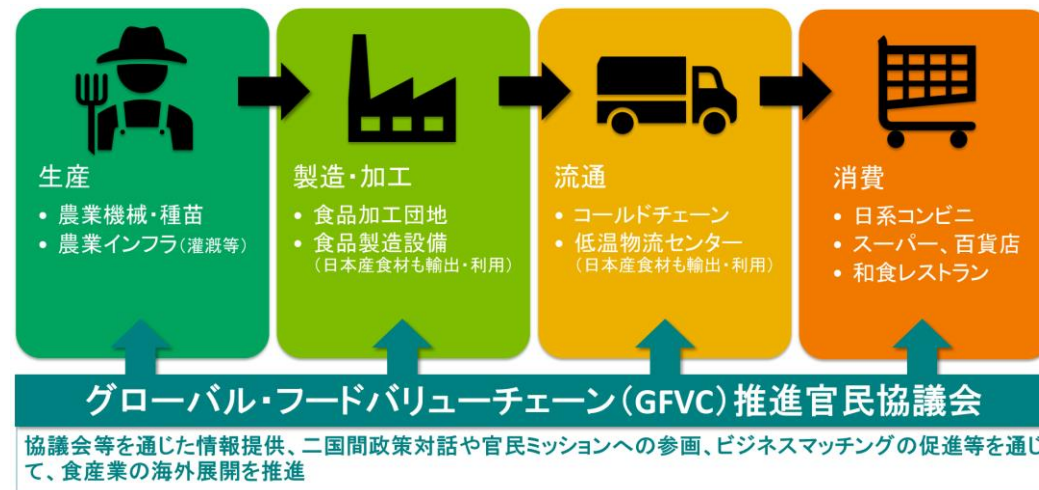 生産
• 農業機械・種苗
• 農業インフラ(灌漑等)
製造・加工
• 食品加工団地
• 食品製造設備
(日本産食材も輸出・利用)
流通
• コールドチェーン
• 低温物流センター
(日本産食材も輸出・利用)
消費
• 日系コンビニ
• スーパー、百貨店
• 和食レストラン
グローバル・フードバリューチェーン(GFVC)推進官民協議会
協議会等を通じた情報提供、二国間政策対話や官民ミッションへの参画、ビジネスマッチングの促進等を通じ
て、食産業の海外展開を推進